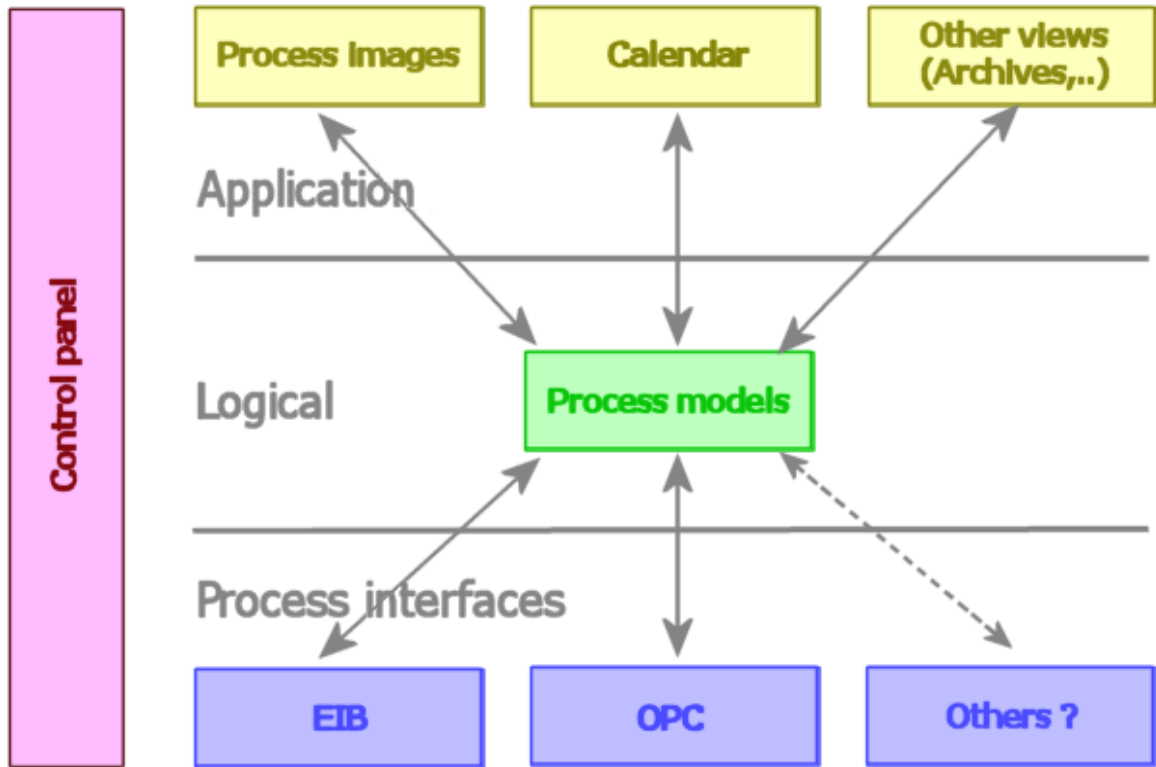 Control panel
Process images
Calendar
Other views
(Archives,..)
Application
Logical
Process models
Process interfaces
EIB
OPC
Others ?